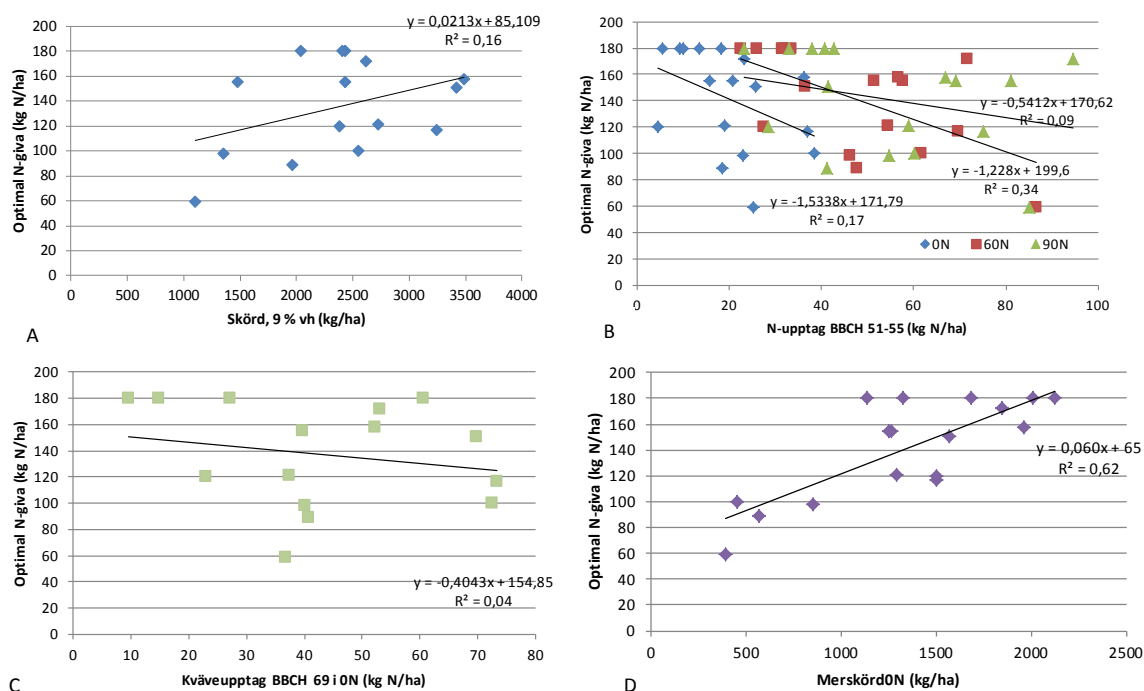 y = 0,0213x + 85,109
R² = 0,16
Optimal N-giva (kg N/ha)
200
180
160
140
120
100
80
60
40
20
0
0 500 1000 1500 2000 2500 3000 3500 4000
Skörd, 9 % vh (kg/ha)
A
Optimal N-giva (kg N/ha)
200
180
160
140
120
100
80
60
40
20
0
y = -0,5412x + 170,62
R² = 0,09
y = -1,228x + 199,6
R² = 0,34
y = -1,5338x + 171,79
R² = 0,17
0N 60N 90N
0 20 40 60 80 100
N-upptag BBCH 51-55 (kg N/ha)
B
Optimal N-giva (kg N/ha)
200
180
160
140
120
100
80
60
40
20
0
y = -0,4043x + 154,85
R² = 0,04
0 10 20 30 40 50 60 70 80
Kväveupptag BBCH 69 i 0N (kg N/ha)
C
Optimal N-giva (kg N/ha)
200
180
160
140
120
100
80
60
40
20
0
y = 0,060x + 65
R² = 0,62
0 500 1000 1500 2000 2500
Merskörd0N (kg/ha)
D